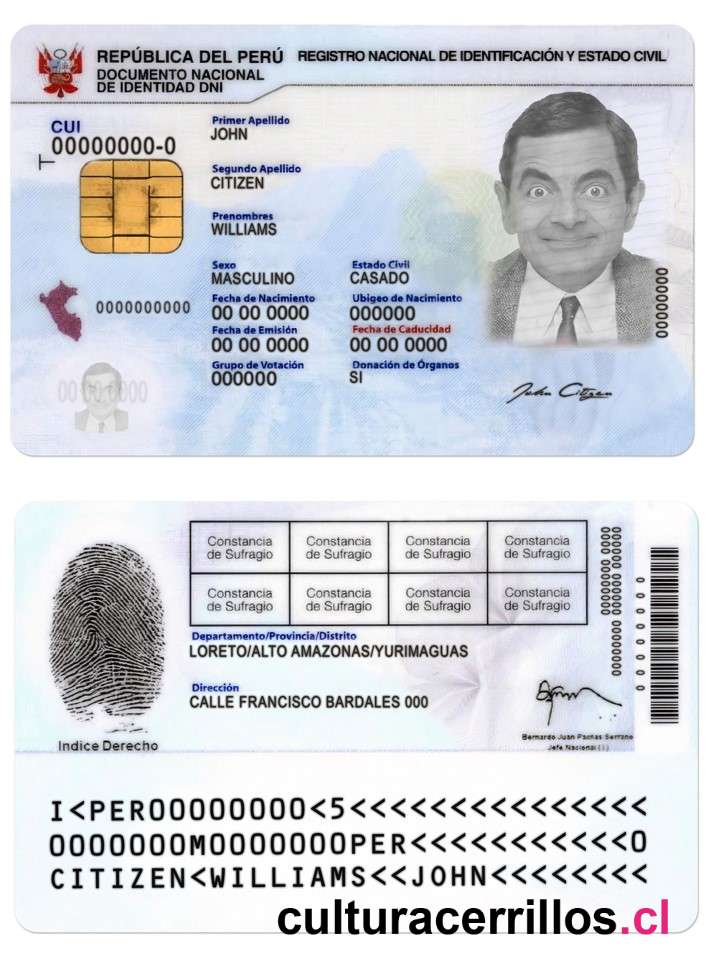 REPÚBLICA DEL PERÚ REGISTRO NACIONAL DE IDENTIFICACIÓN Y ESTADO CIVIL
DOCUMENTO NACIONAL
DE IDENTIDAD DNI
CUI
00000000-0
T
Primer Apellido
JOHN
Segundo Apellido
CITIZEN
Prenombres
WILLIAMS
Sexo Estado Civil
MASCULINO CASADO
Fecha de Nacimiento Ubigeo de Nacimiento
00 00 0000 000000
Fecha de Emisión Fecha de Caducidad
00 00 0000 00 00 0000
Grupo de Votación Donación de Órganos
000000 SI
0000000000
00 00 0000
00000000
John Citizen
Constancia de Sufragio Constancia de Sufragio Constancia de Sufragio Constancia de Sufragio
Constancia de Sufragio Constancia de Sufragio Constancia de Sufragio Constancia de Sufragio
Departamento/Provincia/Distrito
LORETO/ALTO AMAZONAS/YURIMAGUAS
Dirección
CALLE FRANCISCO BARDALES 000
Indice Derecho
Bernardo Juan Pachas Serrano
Jefe Nacional (i)
I<PER00000000<5<<<<<<<<<<<<<<<<
0000000M0000000PER<<<<<<<<<<<0
CITIZEN<WILLIAMS<<JOHN<<<<<<<<
culturacerrillos.cl